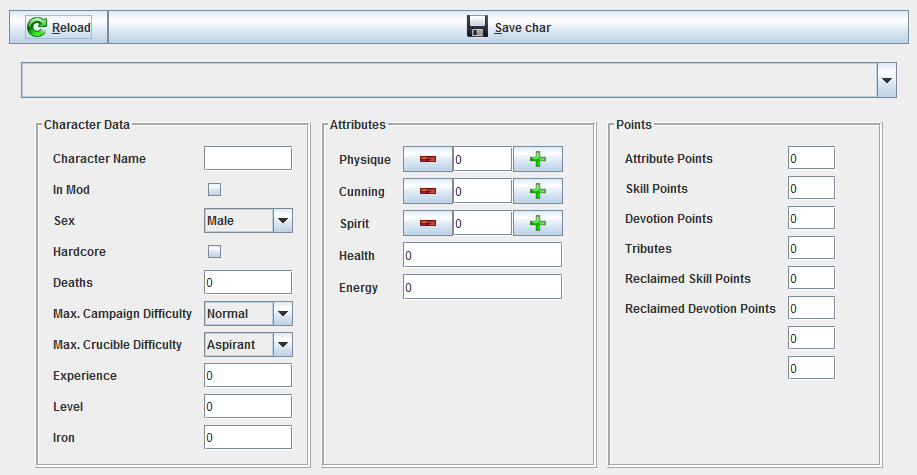 Reload Save char
Character Data
Character Name
In Mod
Sex Male
Hardcore
Deaths 0
Max. Campaign Difficulty Normal
Max. Crucible Difficulty Aspirant
Experience 0
Level 0
Iron 0
Attributes
Physique 0
Cunning 0
Spirit 0
Health 0
Energy 0
Points
Attribute Points 0
Skill Points 0
Devotion Points 0
Tributes 0
Reclaimed Skill Points 0
Reclaimed Devotion Points 0
0
0